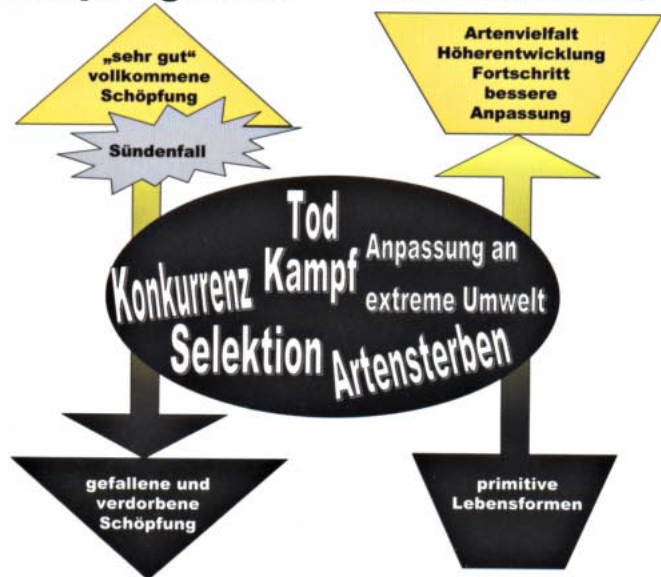 „sehr gut“
vollkommene
Schöpfung
Sündenfall
Artenvielfalt
Höherentwicklung
Fortschritt
bessere
Anpassung
Tod
Kampf
Konkurrenz
Anpassung an
extreme Umwelt
Selektion
Artensterben
gefallene und
verdorbene
Schöpfung
primitive
Lebensformen